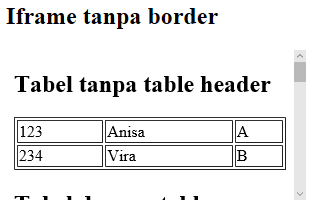 Iframe tanpa border
Tabel tanpa table header
123 Anisa A
234 Vira B